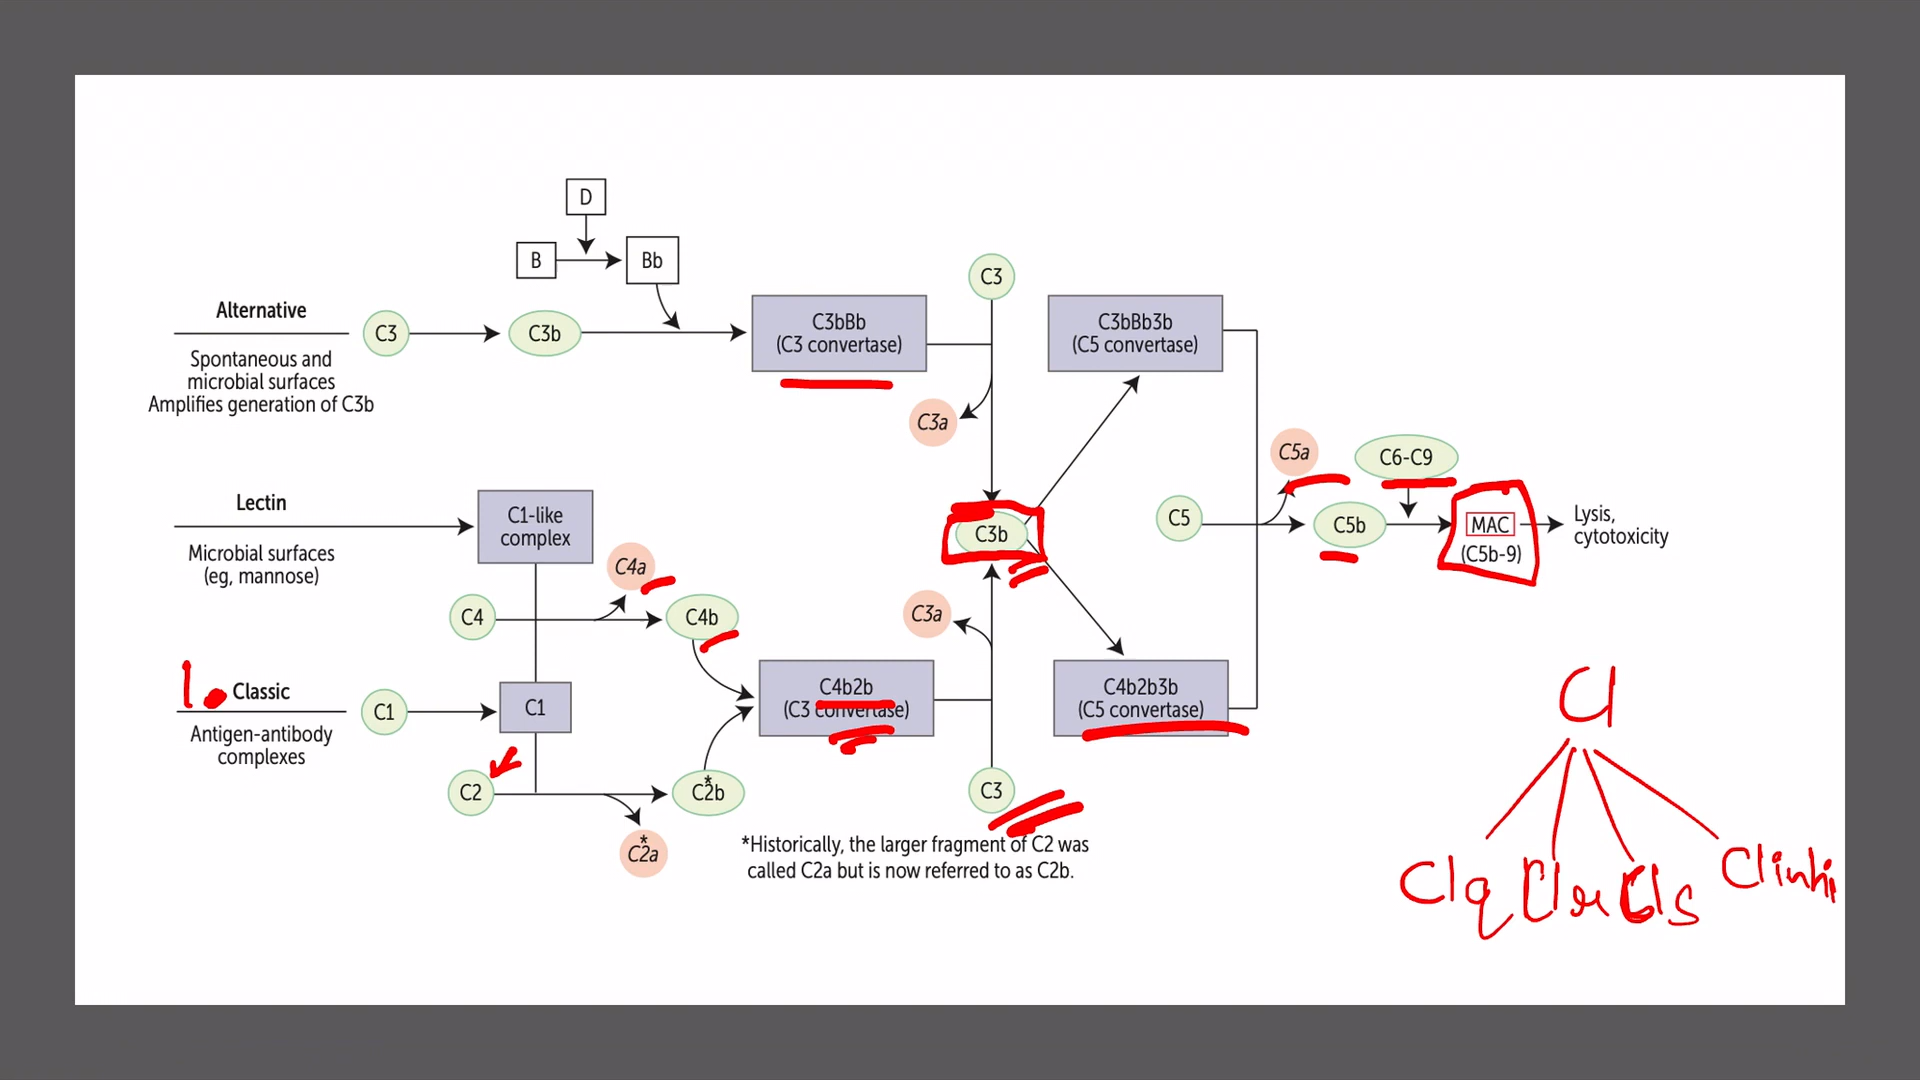 D
B
Bb
C3
Alternative
C3
C3b
C3bBb
(C3 convertase)
C3bBb3b
(C5 convertase)
Spontaneous and
microbial surfaces
Amplifies generation of C3b
C3a
C5a
C6-C9
Lectin
C1-like
complex
C3b
C5
C5b
MAC
(C5b-9)
Lysis,
cytotoxicity
Microbial surfaces
(eg, mannose)
C4a
C4
C4b
C3a
1.
Classic
C1
C1
C4b2b
(C3 convertase)
C4b2b3b
(C5 convertase)
Antigen-antibody
complexes
C2
C2b*
C3
C2a*
*Historically, the larger fragment of C2 was
called C2a but is now referred to as C2b.
C1
C1q C1r C1s C1inhi